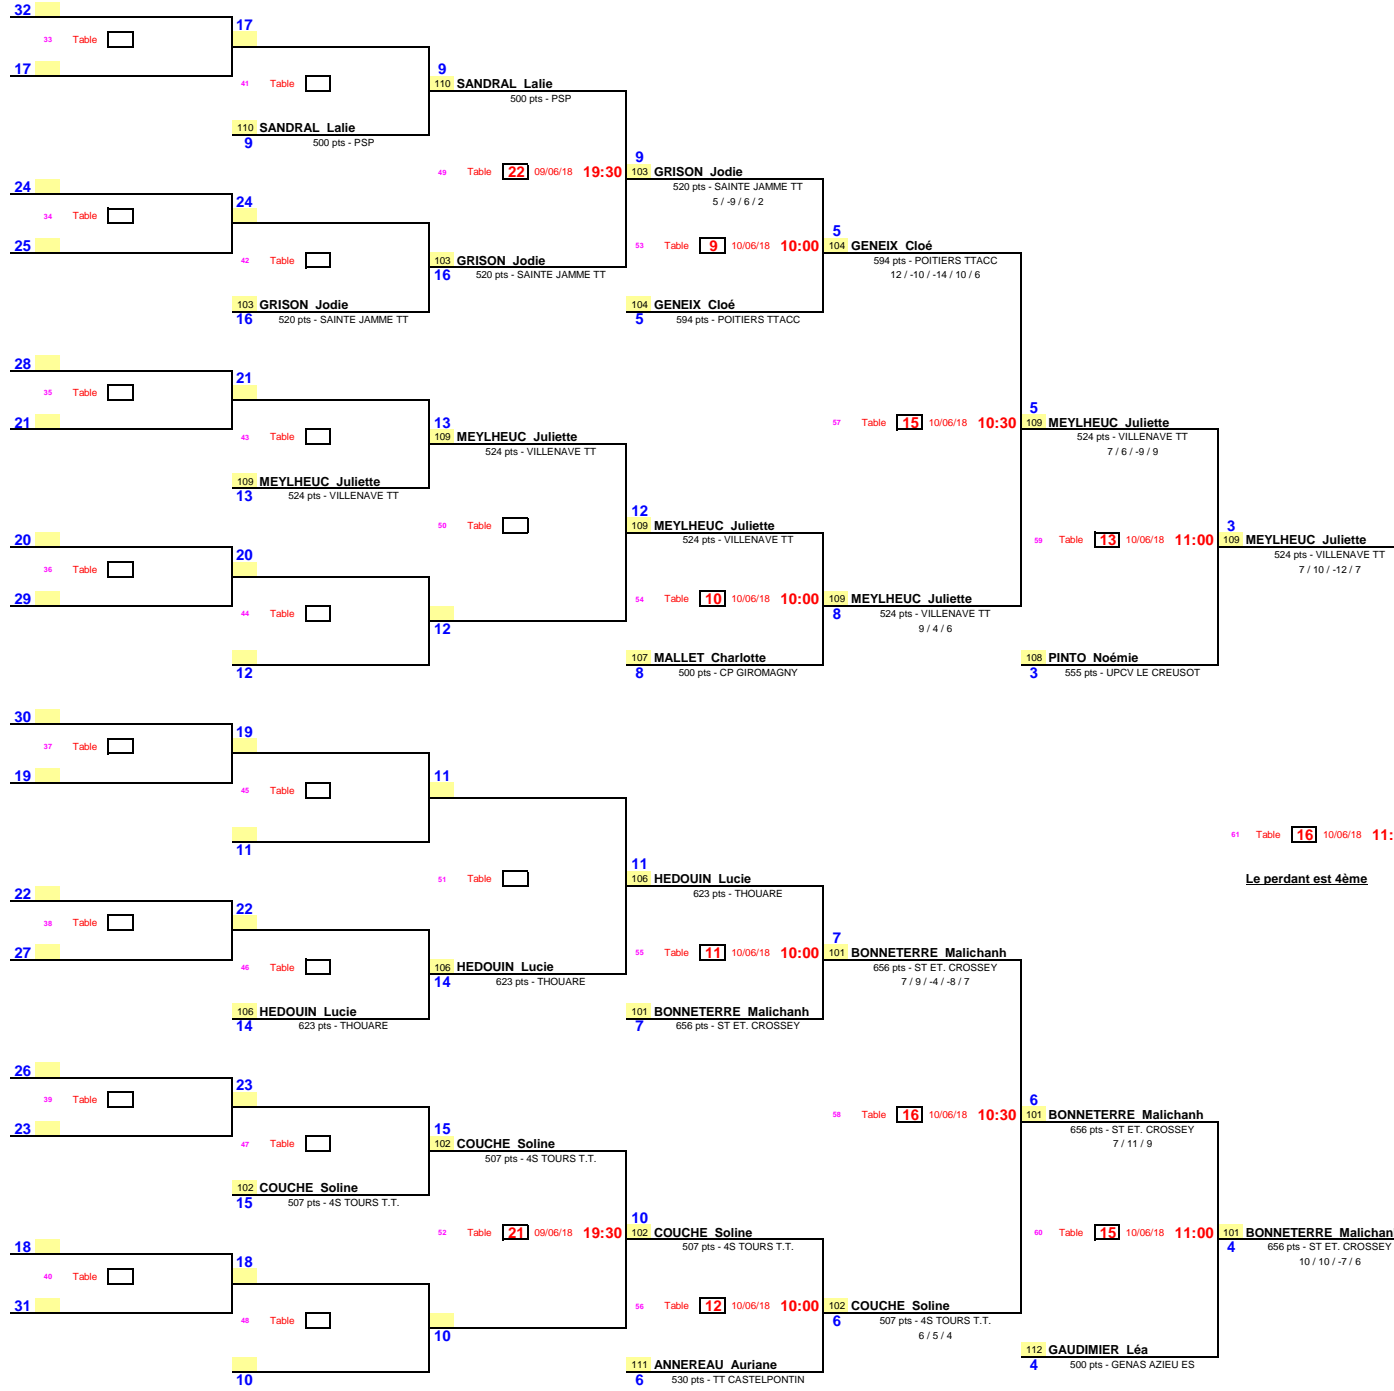 32
33 Table
17
17
41 Table
9
110 SANDRAL Lalie
500 pts - PSP
110 SANDRAL Lalie
9 500 pts - PSP
49 Table 22 09/06/18 19:30
9
103 GRISON Jodie
520 pts - SAINTE JAMME TT
5 / -9 / 6 / 2
24
34 Table
25
24
42 Table
103 GRISON Jodie
16 520 pts - SAINTE JAMME TT
103 GRISON Jodie
16 520 pts - SAINTE JAMME TT
53 Table 9 10/06/18 10:00
5
104 GENEIX Cloé
594 pts - POITIERS TTACC
12 / -10 / -14 / 10 / 6
104 GENEIX Cloé
5 594 pts - POITIERS TTACC
28
35 Table
21
21
43 Table
13
109 MEYLHEUC Juliette
524 pts - VILLENAVE TT
109 MEYLHEUC Juliette
13 524 pts - VILLENAVE TT
57 Table 15 10/06/18 10:30
5
109 MEYLHEUC Juliette
524 pts - VILLENAVE TT
7 / 6 / -9 / 9
50 Table
12
109 MEYLHEUC Juliette
524 pts - VILLENAVE TT
20
36 Table
29
20
44 Table
12
12
54 Table 10 10/06/18 10:00
109 MEYLHEUC Juliette
8 524 pts - VILLENAVE TT
9 / 4 / 6
107 MALLET Charlotte
8 500 pts - CP GIROMAGNY
59 Table 13 10/06/18 11:00
3
109 MEYLHEUC Juliette
524 pts - VILLENAVE TT
7 / 10 / -12 / 7
108 PINTO Noémie
3 555 pts - UPCV LE CREUSOT
30
37 Table
19
19
45 Table
11
11
61 Table 16 10/06/18 11:
Le perdant est 4ème
51 Table
11
106 HEDOUIN Lucie
623 pts - THOUARE
22
38 Table
27
22
46 Table
106 HEDOUIN Lucie
14 623 pts - THOUARE
106 HEDOUIN Lucie
14 623 pts - THOUARE
55 Table 11 10/06/18 10:00
7
101 BONNETERRE Malichanh
656 pts - ST ET. CROSSEY
7 / 9 / -4 / -8 / 7
101 BONNETERRE Malichanh
7 656 pts - ST ET. CROSSEY
26
39 Table
23
23
47 Table
15
102 COUCHE Soline
507 pts - 4S TOURS T.T.
102 COUCHE Soline
15 507 pts - 4S TOURS T.T.
58 Table 16 10/06/18 10:30
6
101 BONNETERRE Malichanh
656 pts - ST ET. CROSSEY
7 / 11 / 9
52 Table 21 09/06/18 19:30
10
102 COUCHE Soline
507 pts - 4S TOURS T.T.
60 Table 15 10/06/18 11:00
101 BONNETERRE Malichan
4 656 pts - ST ET. CROSSEY
10 / 10 / -7 / 6
18
40 Table
31
18
48 Table
10
10
56 Table 12 10/06/18 10:00
102 COUCHE Soline
6 507 pts - 4S TOURS T.T.
6 / 5 / 4
111 ANNEREAU Auriane
6 530 pts - TT CASTELPONTIN
112 GAUDIMIER Léa
4 500 pts - GENAS AZIEU ES